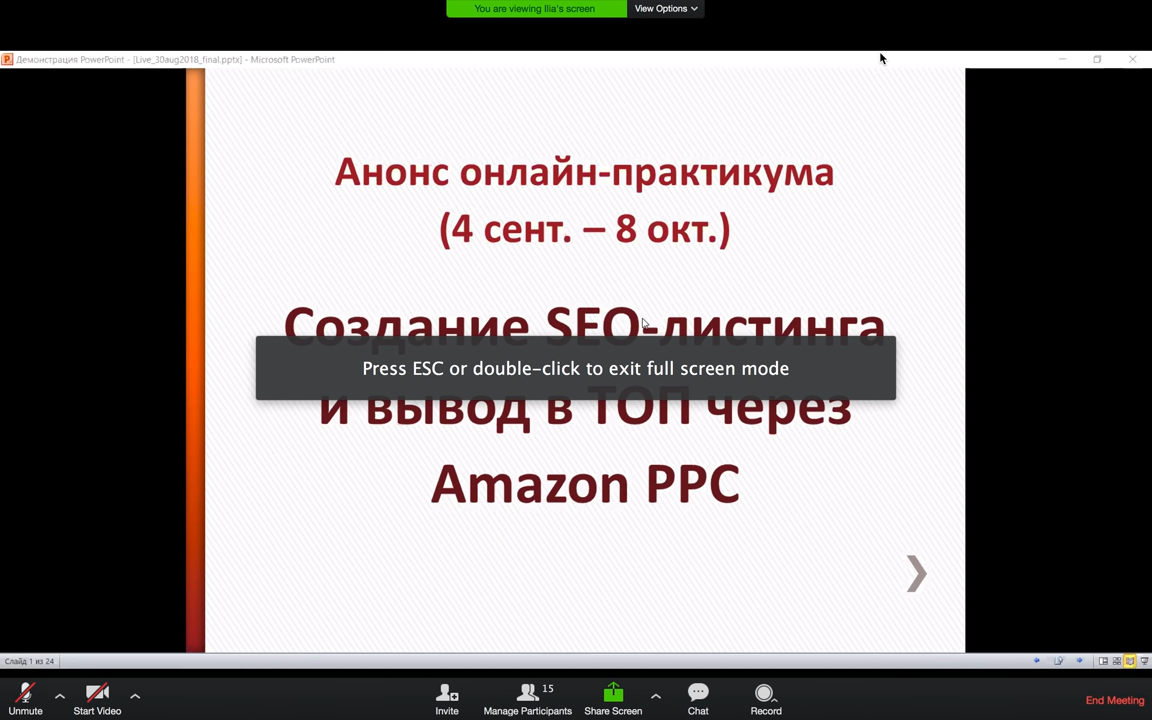 You are viewing Ilia's screen
View Options
Демонстрация PowerPoint - [Live_30aug2018_final.pptx] - Microsoft PowerPoint
Анонс онлайн-практикума
(4 сент. – 8 окт.)
Создание SEO-листинга
Press ESC or double-click to exit full screen mode
и вывод в ТОП через
Amazon PPC
Слайд 1 из 24
Unmute
Start Video
Invite
15
Manage Participants
Share Screen
Chat
Record
End Meeting